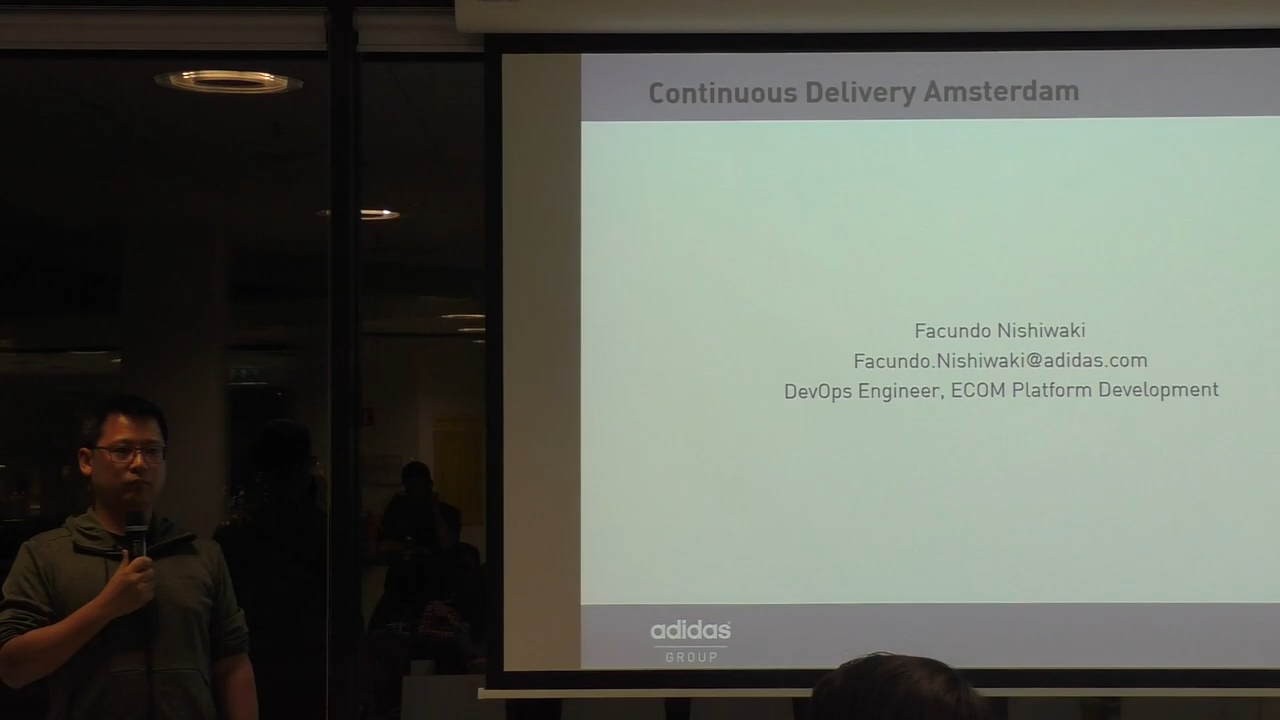 Continuous Delivery Amsterdam
Facundo Nishiwaki
Facundo.Nishiwaki@adidas.com
DevOps Engineer, ECOM Platform Development
adidas
GROUP